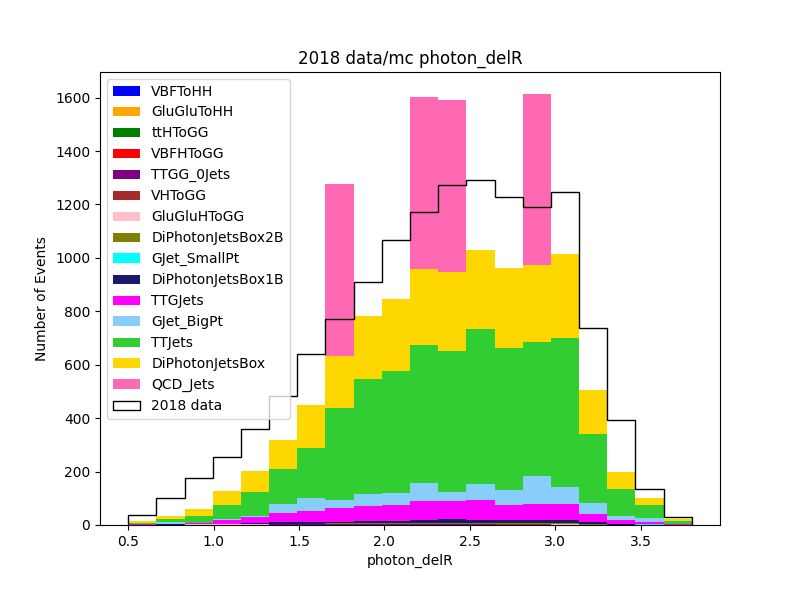 2018 data/mc photon_delR
Number of Events
1600
1400
1200
1000
800
600
400
200
0
VBFToHH
GluGluToHH
ttHToGG
VBFHToGG
TTGG_0Jets
VHToGG
GluGluHToGG
DiPhotonJetsBox2B
GJet_SmallPt
DiPhotonJetsBox1B
TTGJets
GJet_BigPt
TTJets
DiPhotonJetsBox
QCD_Jets
2018 data
0.5
1.0
1.5
2.0
2.5
3.0
3.5
photon_delR